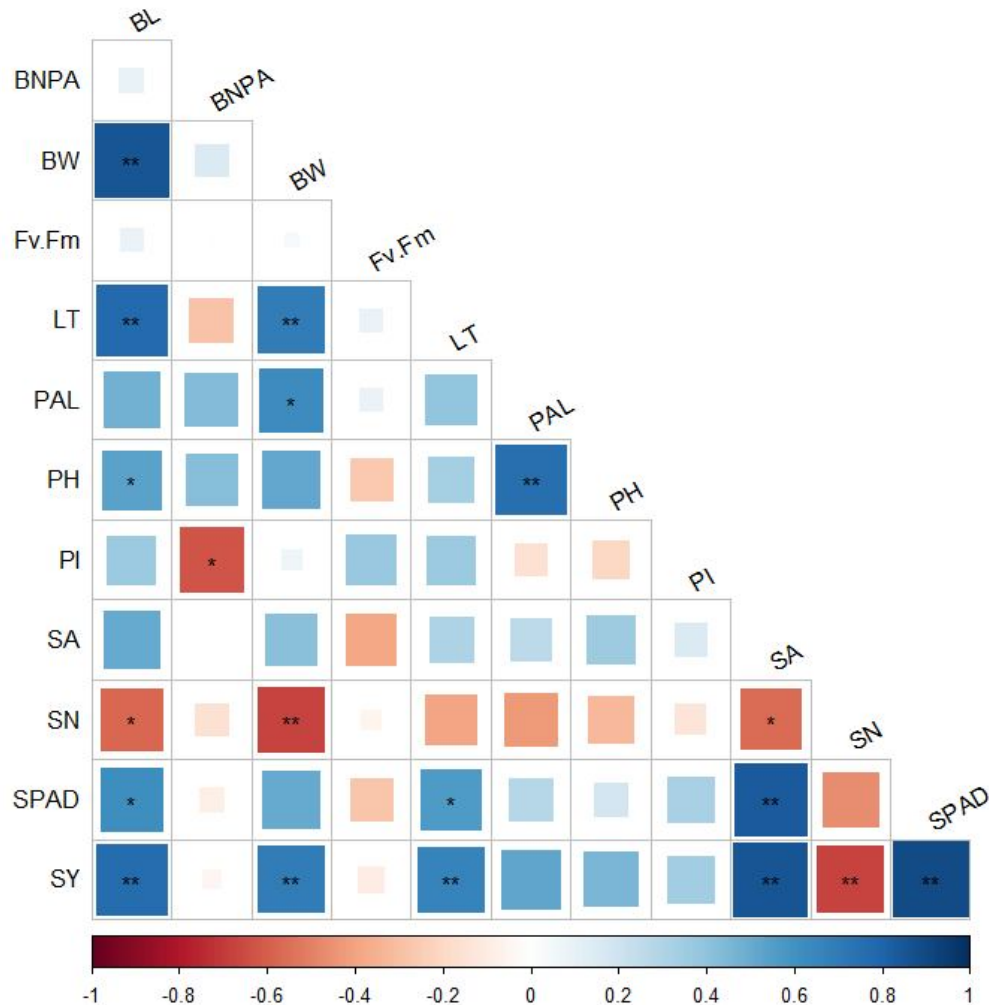 BL
BNPA
BNPA
BW ** BW
Fv.Fm Fv.Fm
LT ** ** LT
PAL * PAL
PH * ** PH
PI * PI
SA SA
SN * ** * SN
SPAD * * ** SPAD
SY ** ** ** ** ** **
-1 -0.8 -0.6 -0.4 -0.2 0 0.2 0.4 0.6 0.8 1